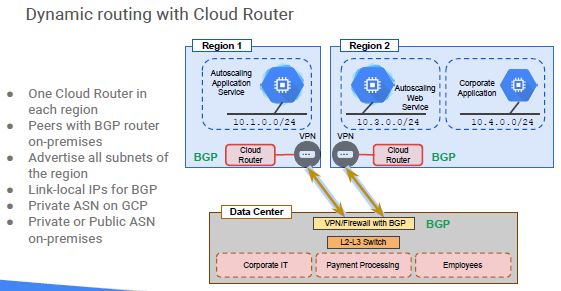 Dynamic routing with Cloud Router
One Cloud Router in
each region
Peers with BGP router
on-premises
Advertise all subnets of
the region
Link-local IPs for BGP
Private ASN on GCP
Private or Public ASN
on-premises
Region 1
Autoscaling
Application
Service
10.1.0.0/24
BGP
Cloud
Router
VPN
Region 2
Autoscaling
Web
Service
10.3.0.0/24
Corporate
Application
10.4.0.0/24
VPN
Cloud
Router
BGP
Data Center
VPN/Firewall with BGP
BGP
L2-L3 Switch
Corporate IT
Payment Processing
Employees